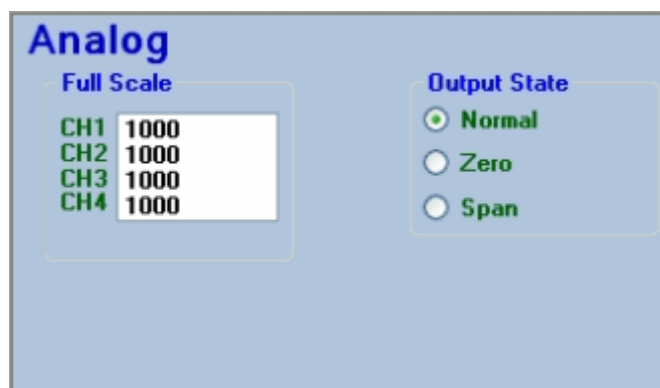 Analog
Full Scale
CH1 1000
CH2 1000
CH3 1000
CH4 1000
Output State
Normal
Zero
Span